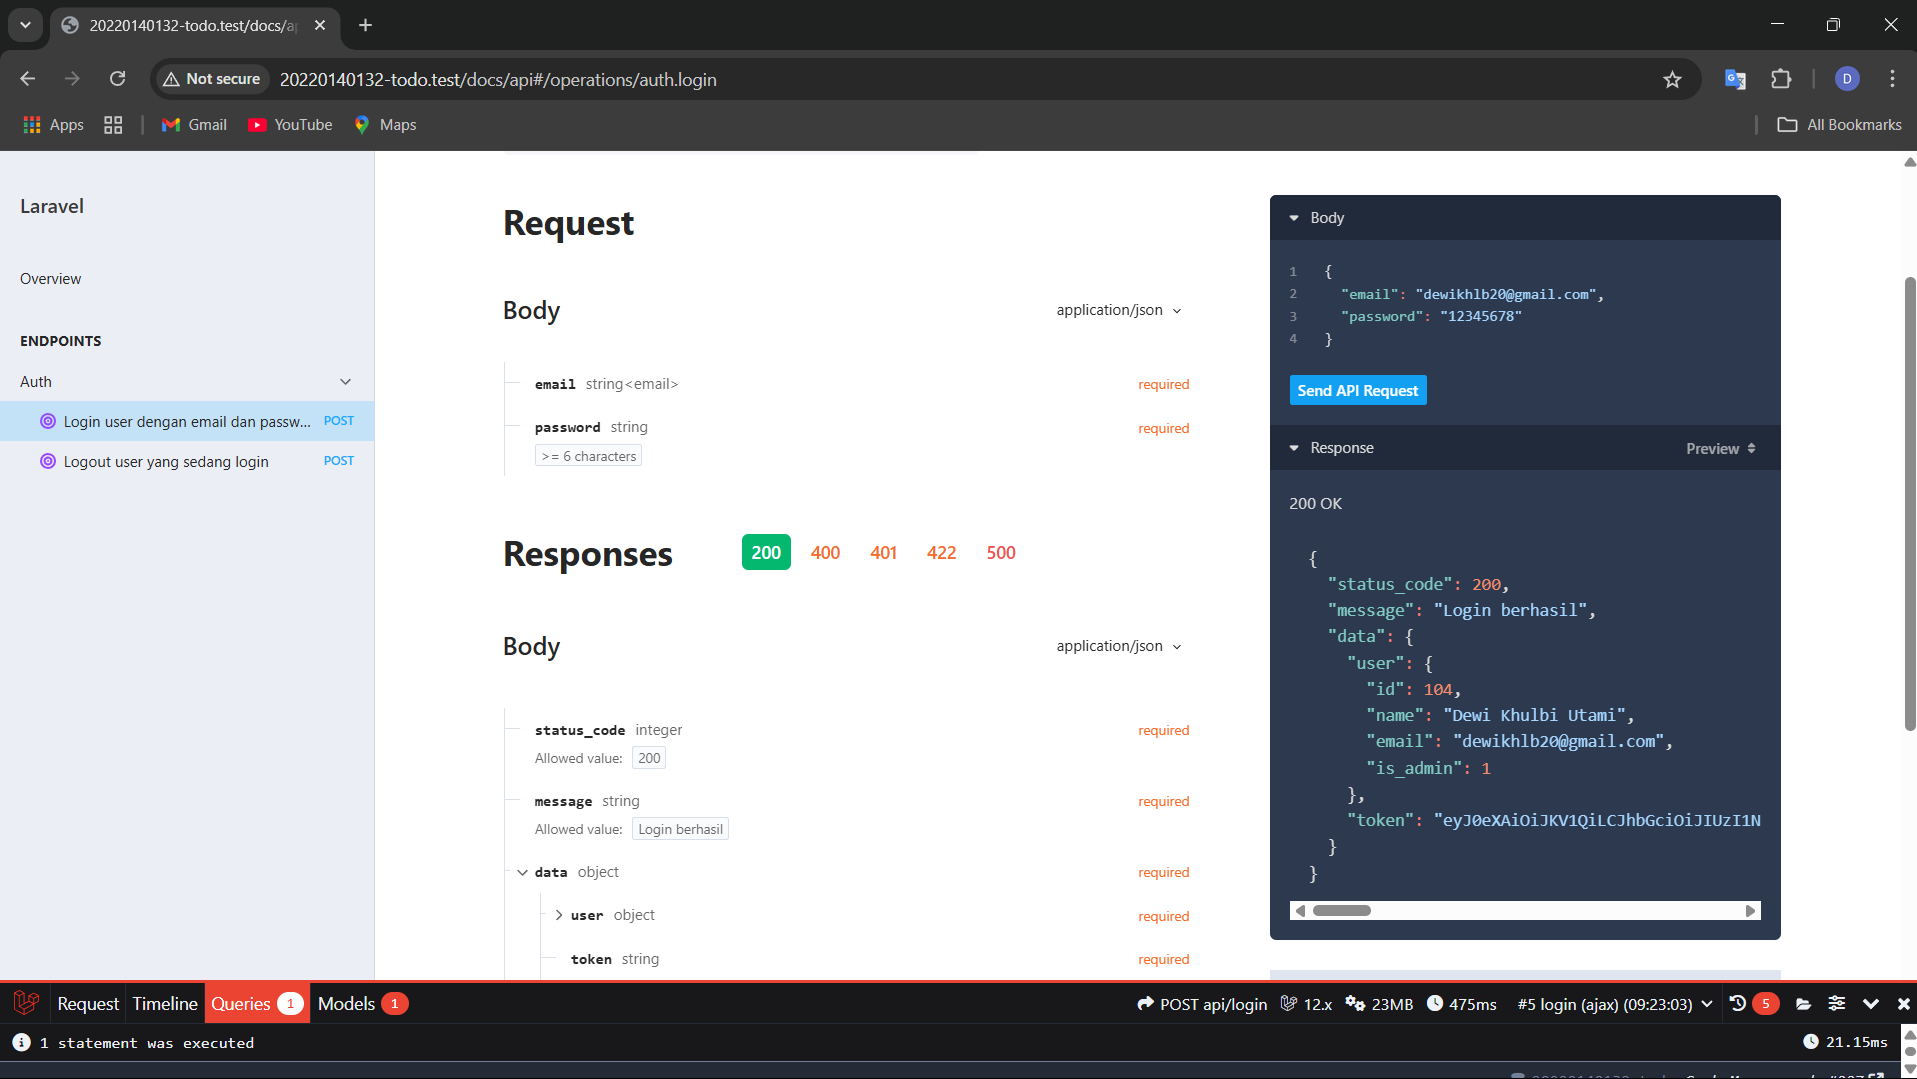 20220140132-todo.test/docs/ap
Not secure
20220140132-todo.test/docs/api#/operations/auth.login
D
Apps
Gmail
YouTube
Maps
All Bookmarks
Laravel
Overview
ENDPOINTS
Auth
Login user dengan email dan passw... POST
Logout user yang sedang login POST
Request
Body application/json
email string<email> required
password string required
>= 6 characters
Responses 200 400 401 422 500
Body application/json
status_code integer required
Allowed value: 200
message string required
Allowed value: Login berhasil
data object required
user object required
token string required
Body
1 {
2 "email": "dewikhlb20@gmail.com",
3 "password": "12345678"
4 }
Send API Request
Response Preview
200 OK
{
"status_code": 200,
"message": "Login berhasil",
"data": {
"user": {
"id": 104,
"name": "Dewi Khulbi Utami",
"email": "dewikhlb20@gmail.com",
"is_admin": 1
},
"token": "eyJ0eXAiOiJKV1QiLCJhbGciOiJIUzI1N
}
}
Request Timeline Queries 1 Models 1 POST api/login 12.x 23MB 475ms #5 login (ajax) (09:23:03) 5
1 statement was executed 21.15ms